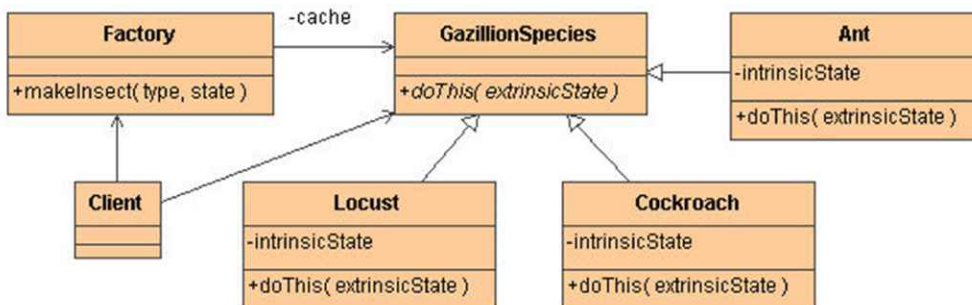 Factory
+makeInsect( type, state )
-cache
GazillionSpecies
+doThis( extrinsicState )
Ant
-intrinsicState
+doThis( extrinsicState )
Client
Locust
-intrinsicState
+doThis( extrinsicState )
Cockroach
-intrinsicState
+doThis( extrinsicState )